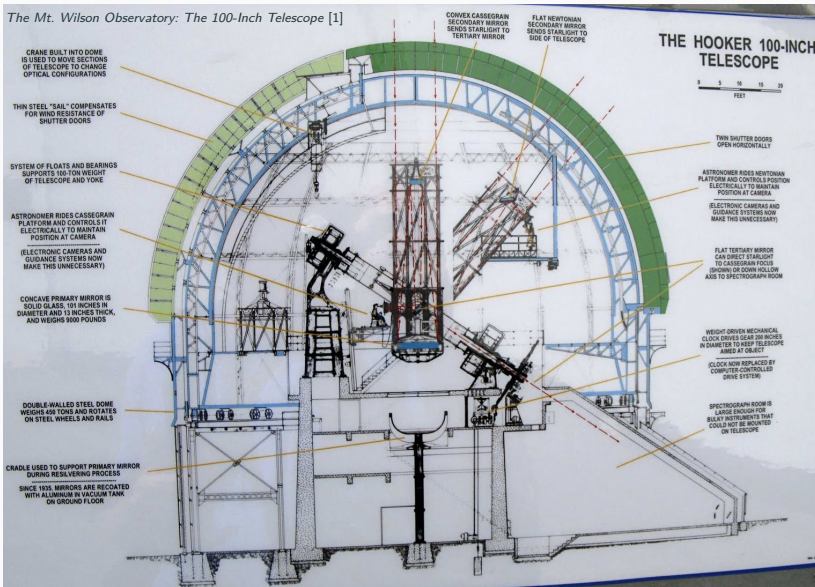 The Mt. Wilson Observatory: The 100-Inch Telescope [1]
THE HOOKER 100-INCH
TELESCOPE
0 5 10 15 20
FEET
CONVEX CASSEGRAIN
SECONDARY MIRROR
SENDS STARLIGHT TO
TERTIARY MIRROR
FLAT NEWTONIAN
SECONDARY MIRROR
SENDS STARLIGHT TO
SIDE OF TELESCOPE
CRANE BUILT INTO DOME
IS USED TO MOVE SECTIONS
OF TELESCOPE TO CHANGE
OPTICAL CONFIGURATIONS
THIN STEEL "SAIL" COMPENSATES
FOR WIND RESISTANCE OF
SHUTTER DOORS
SYSTEM OF FLOATS AND BEARINGS
SUPPORTS 100-TON WEIGHT
OF TELESCOPE AND YOKE
ASTRONOMER RIDES CASSEGRAIN
PLATFORM AND CONTROLS IT
ELECTRICALLY TO MAINTAIN
POSITION AT CAMERA
(ELECTRONIC CAMERAS AND
GUIDANCE SYSTEMS NOW
MAKE THIS UNNECESSARY)
CONCAVE PRIMARY MIRROR IS
SOLID GLASS, 101 INCHES IN
DIAMETER AND 13 INCHES THICK,
AND WEIGHS 9000 POUNDS
DOUBLE-WALLED STEEL DOME
WEIGHS 450 TONS AND ROTATES
ON STEEL WHEELS AND RAILS
CRADLE USED TO SUPPORT PRIMARY MIRROR
DURING RESILVERING PROCESS
SINCE 1935, MIRRORS ARE RECOATED
WITH ALUMINUM IN VACUUM TANK
ON GROUND FLOOR
TWIN SHUTTER DOORS
OPEN HORIZONTALLY
ASTRONOMER RIDES NEWTONIAN
PLATFORM AND CONTROLS POSITION
ELECTRICALLY TO MAINTAIN
POSITION AT CAMERA
(ELECTRONIC CAMERAS AND
GUIDANCE SYSTEMS NOW
MAKE THIS UNNECESSARY)
FLAT TERTIARY MIRROR
CAN DIRECT STARLIGHT
TO CASSEGRAIN FOCUS
(SHOWN) OR DOWN HOLLOW
AXIS TO SPECTROGRAPH ROOM
WEIGHT-DRIVEN MECHANICAL
CLOCK DRIVES GEAR 200 INCHES
IN DIAMETER TO KEEP TELESCOPE
AIMED AT OBJECT
(CLOCK NOW REPLACED BY
COMPUTER-CONTROLLED
DRIVE SYSTEM)
SPECTROGRAPH ROOM IS
LARGE ENOUGH FOR
BULKY INSTRUMENTS THAT
COULD NOT BE MOUNTED
ON TELESCOPE